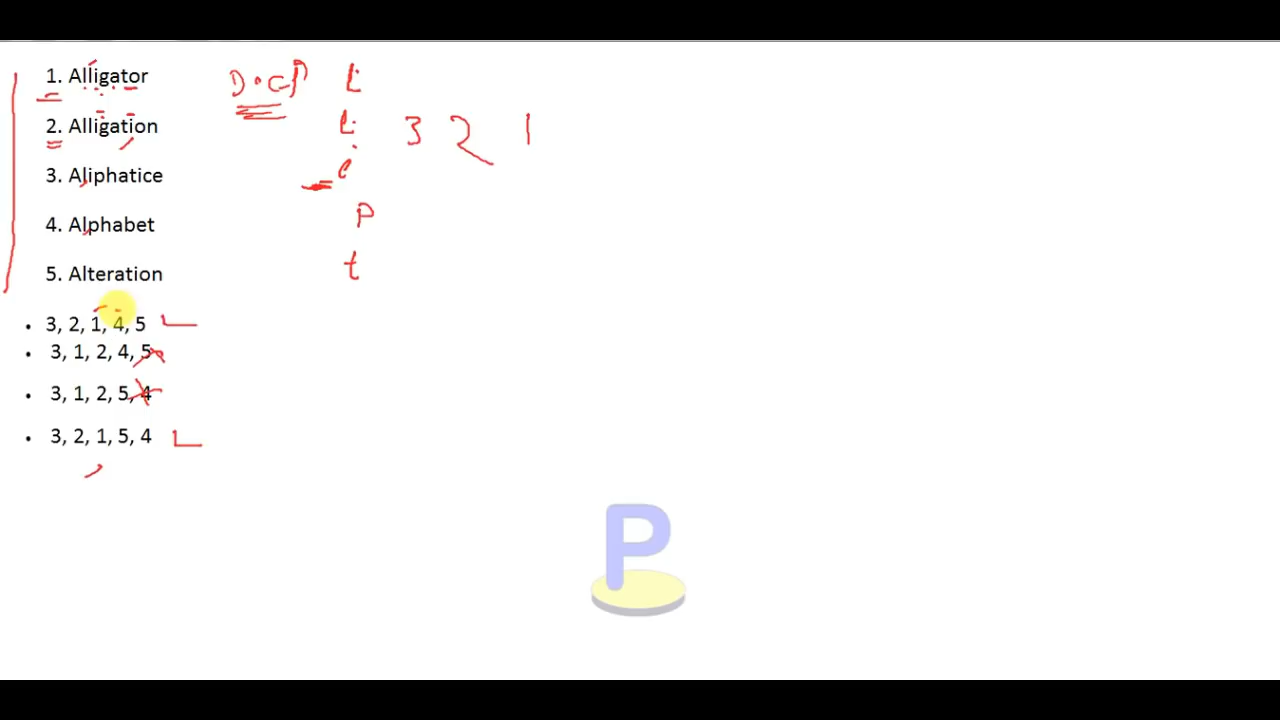 1. Alligator
2. Alligation
3. Aliphatice
4. Alphabet
5. Alteration
3, 2, 1, 4, 5
3, 1, 2, 4, 5
3, 1, 2, 5, 4
3, 2, 1, 5, 4
3 2 1
P
t
P